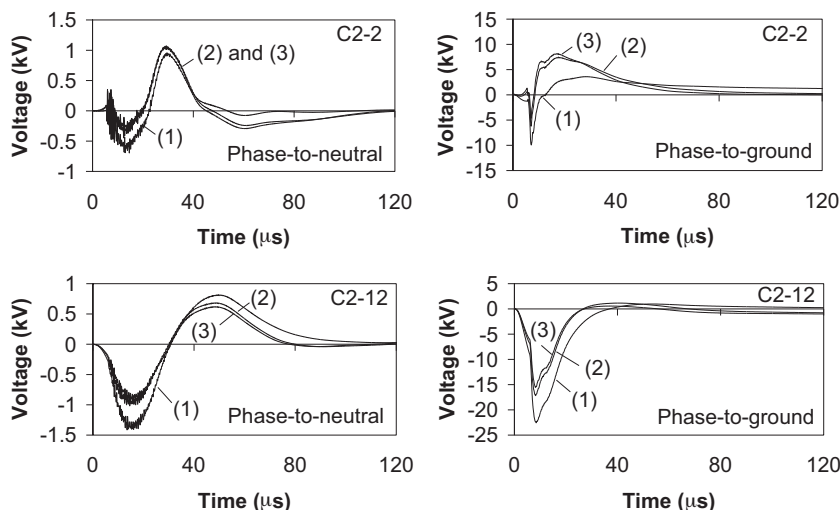 Voltage (kV)
1.5
1
0.5
0
-0.5
-1
C2-2
(2) and (3)
(1)
Phase-to-neutral
0 40 80 120
Time (μs)
Voltage (kV)
15
10
5
0
-5
-10
-15
C2-2
(3)
(2)
(1)
Phase-to-ground
0 40 80 120
Time (μs)
Voltage (kV)
1
0.5
0
-0.5
-1
-1.5
C2-12
(2)
(3)
(1)
Phase-to-neutral
0 40 80 120
Time (μs)
Voltage (kV)
5
0
-5
-10
-15
-20
-25
C2-12
(3)
(2)
(1)
Phase-to-ground
0 40 80 120
Time (μs)